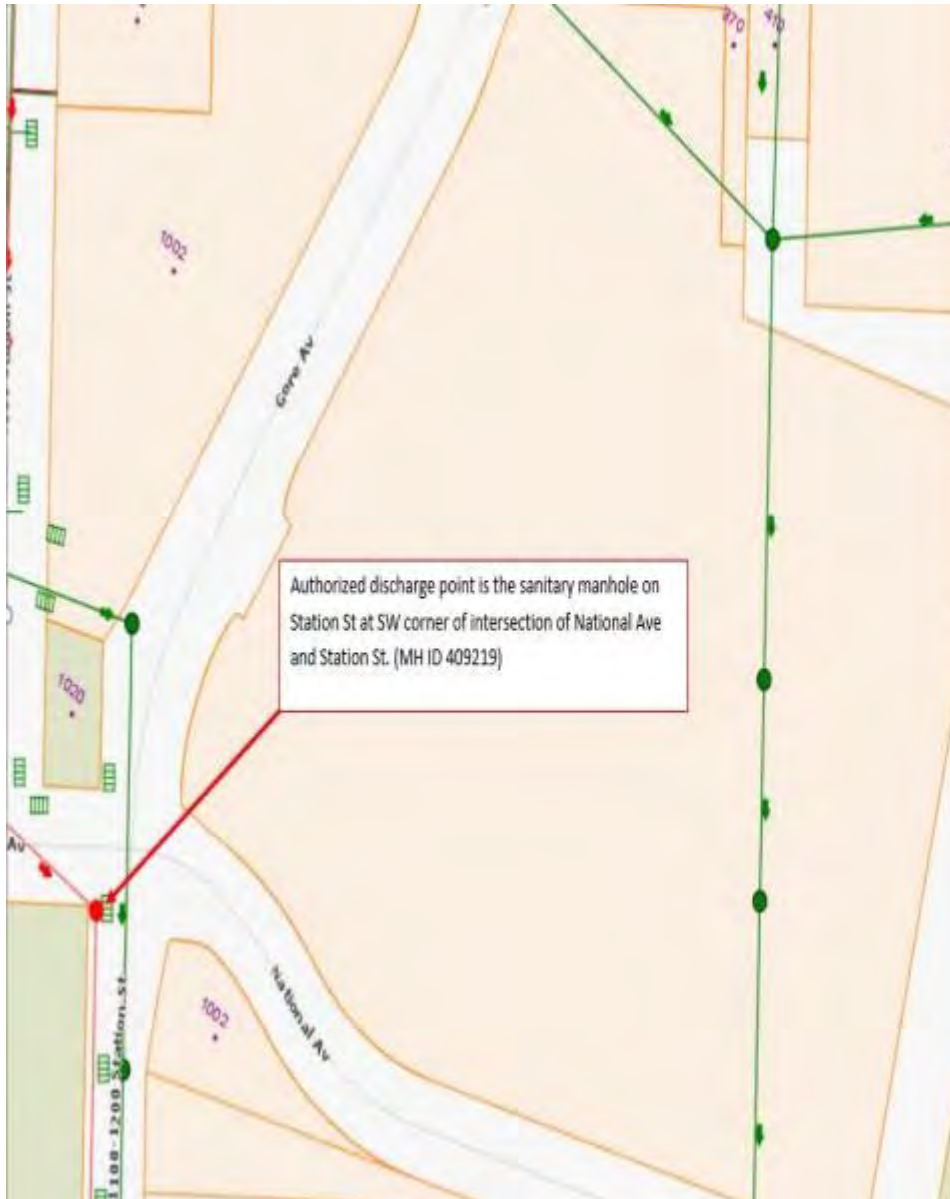 370
410
1002
Gore Av
Authorized discharge point is the sanitary manhole on
Station St at SW corner of intersection of National Ave
and Station St. (MH ID 409219)
1020
Av
National Av
1002
1100-1200 Station St